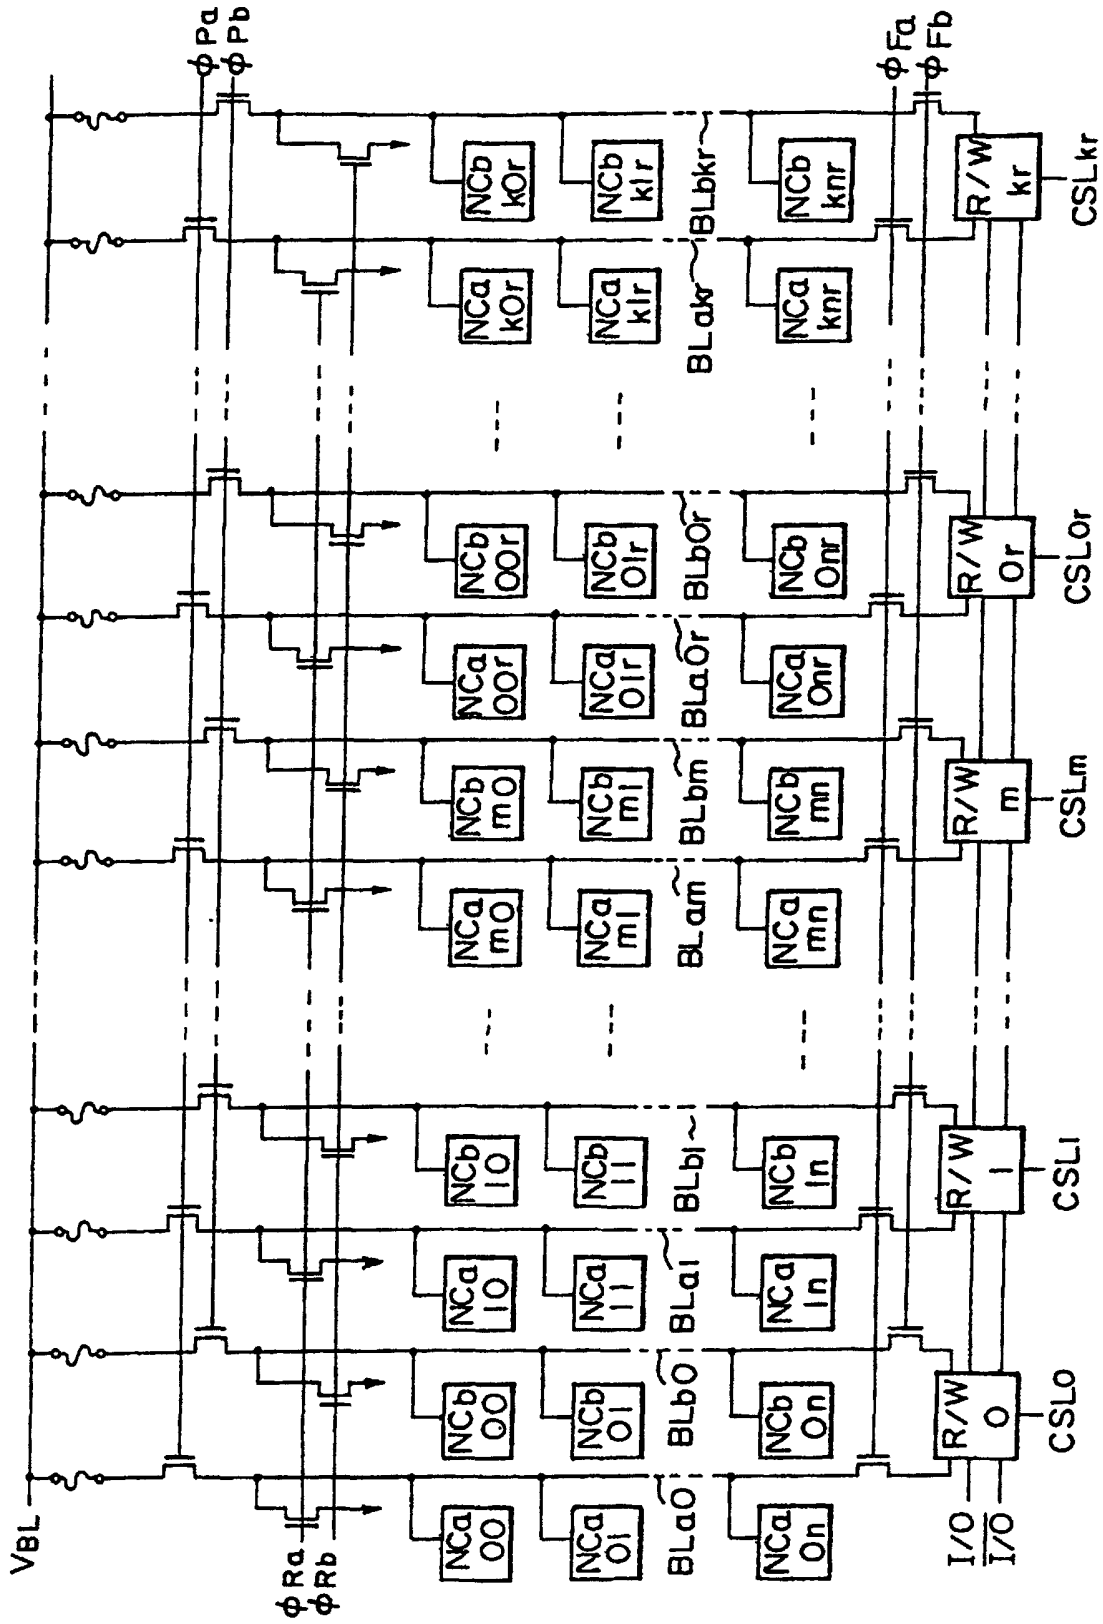 VBL
φPa
φPb
φRa
φRb
NCa NCb NCa NCb NCa NCb NCa NCb NCa NCb
00 00 10 10 m0 m0 00r 00r k0r k0r
NCa NCb NCa NCb NCa NCb NCa NCb NCa NCb
01 01 11 11 m1 m1 01r 01r k1r k1r
BLa0 BLb0 BLa1 BLb1 BLam BLbm BLa0r BLb0r BLakr BLbkr
NCa NCb NCa NCb NCa NCb NCa NCb NCa NCb
0n 0n 1n 1n mn mn 0nr 0nr knr knr
φFa
φFb
R/W R/W R/W R/W R/W
0 1 m 0r kr
I/O
I/O
CSL0 CSL1 CSLm CSL0r CSLkr